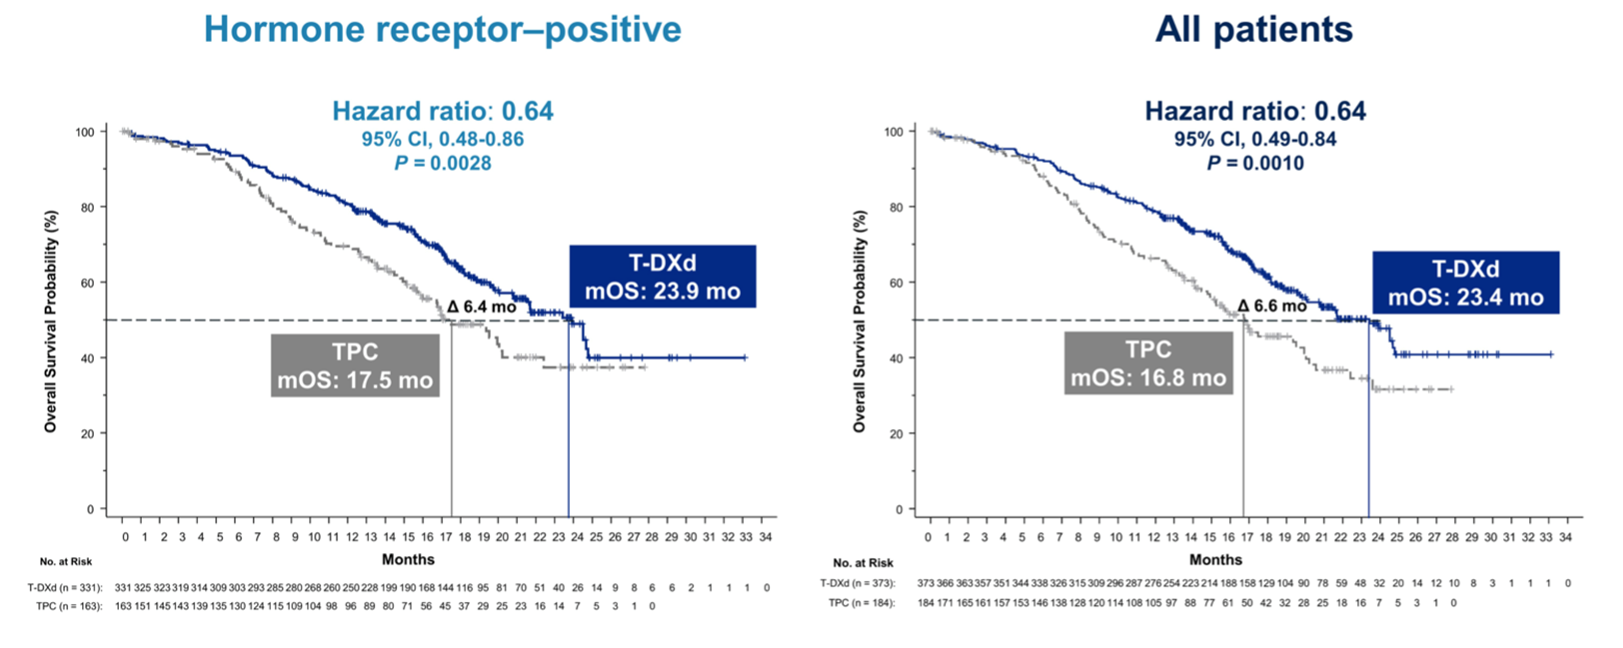 Hormone receptor–positive
Hazard ratio: 0.64
95% CI, 0.48-0.86
P = 0.0028
Overall Survival Probability (%)
100
80
60
40
20
0
T-DXd
mOS: 23.9 mo
Δ 6.4 mo
TPC
mOS: 17.5 mo
0 1 2 3 4 5 6 7 8 9 10 11 12 13 14 15 16 17 18 19 20 21 22 23 24 25 26 27 28 29 30 31 32 33 34
Months
No. at Risk
T-DXd (n = 331): 331 325 323 319 314 309 303 293 285 280 268 260 250 228 199 190 168 144 116 95 81 70 51 40 26 14 9 8 6 6 2 1 1 1 0
TPC (n = 163): 163 151 145 143 139 135 130 124 115 109 104 98 96 89 80 71 56 45 37 29 25 23 16 14 7 5 3 1 0
All patients
Hazard ratio: 0.64
95% CI, 0.49-0.84
P = 0.0010
Overall Survival Probability (%)
100
80
60
40
20
0
T-DXd
mOS: 23.4 mo
Δ 6.6 mo
TPC
mOS: 16.8 mo
0 1 2 3 4 5 6 7 8 9 10 11 12 13 14 15 16 17 18 19 20 21 22 23 24 25 26 27 28 29 30 31 32 33 34
Months
No. at Risk
T-DXd (n = 373): 373 366 363 357 351 344 338 326 315 309 296 287 276 254 223 214 188 158 129 104 90 78 59 48 32 20 14 12 10 8 3 1 1 1 0
TPC (n = 184): 184 171 165 161 157 153 146 138 128 120 114 108 105 97 88 77 61 50 42 32 28 25 18 16 7 5 3 1 0